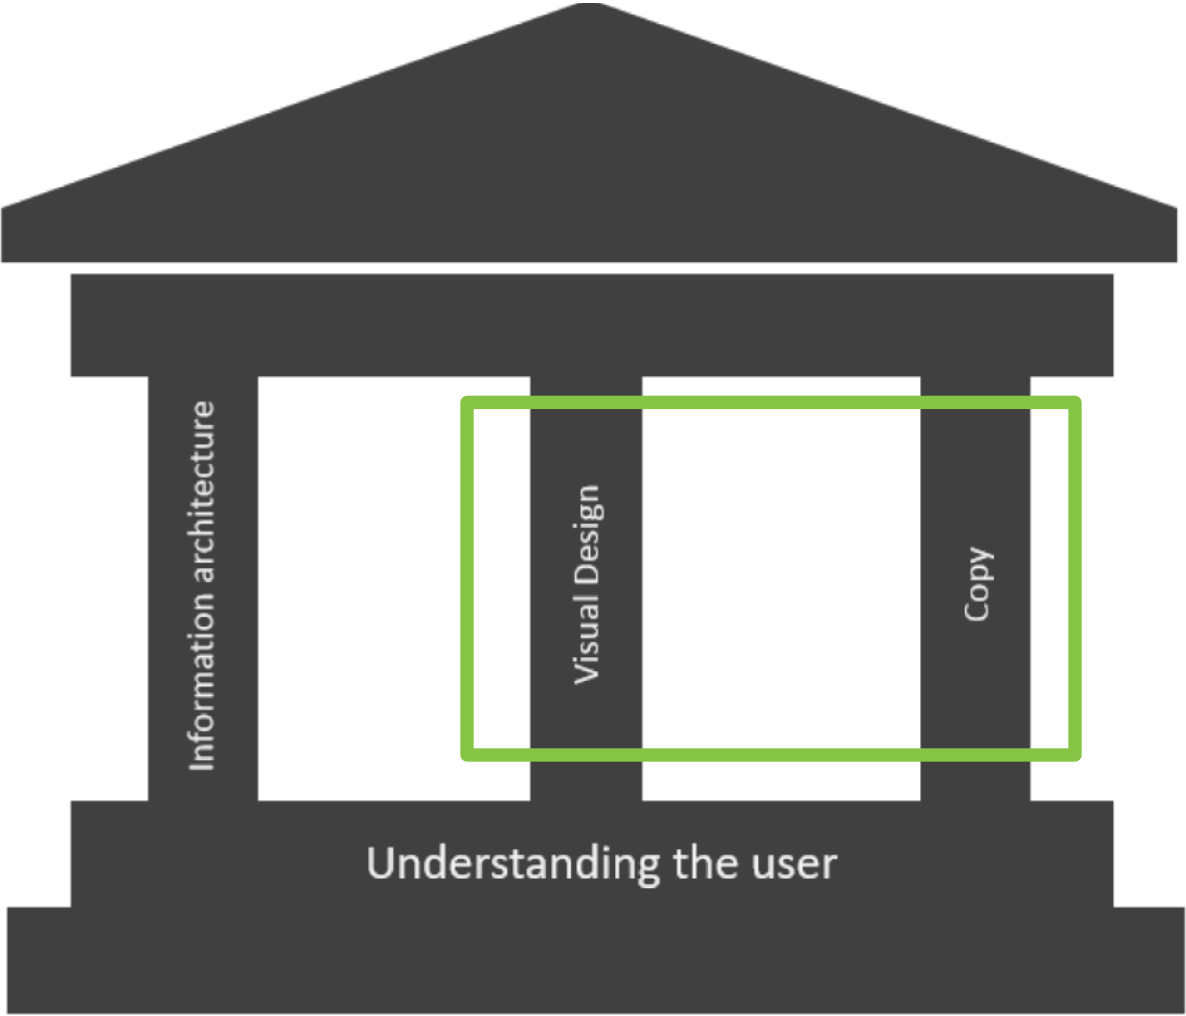 Information architecture
Visual Design
Copy
Understanding the user